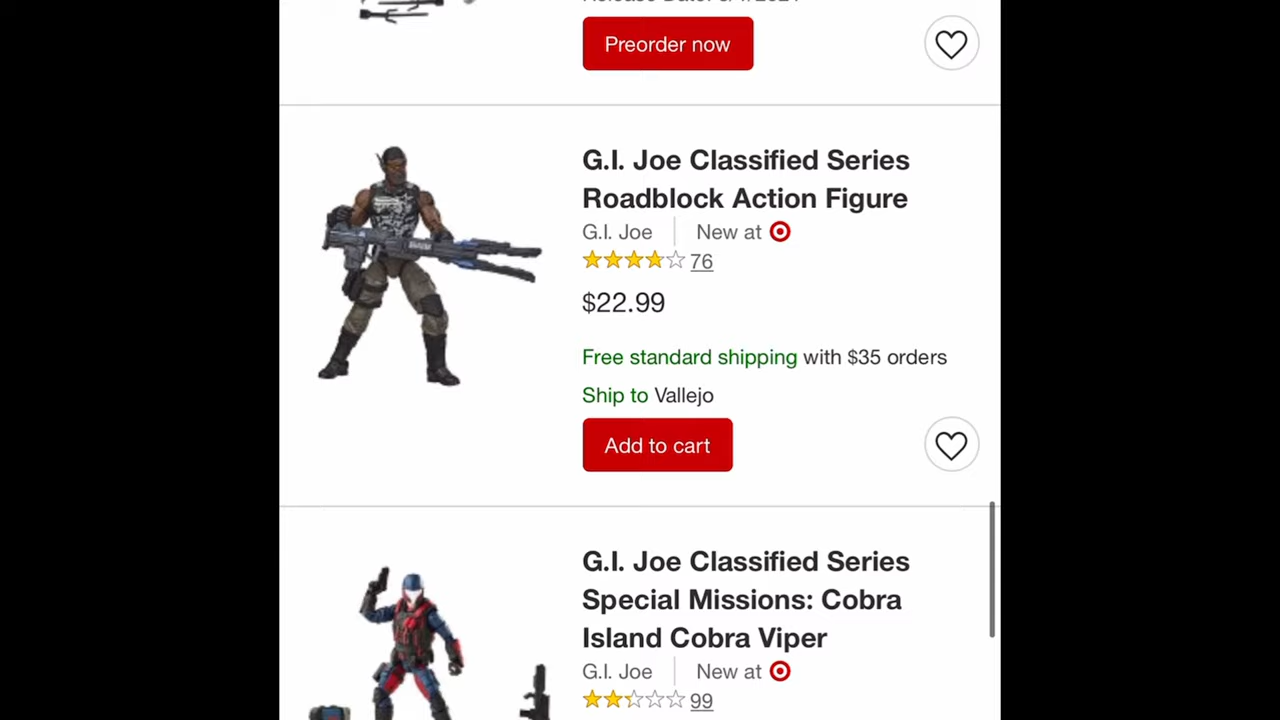 Preorder now
G.I. Joe Classified Series
Roadblock Action Figure
G.I. Joe New at
76
$22.99
Free standard shipping with $35 orders
Ship to Vallejo
Add to cart
G.I. Joe Classified Series
Special Missions: Cobra
Island Cobra Viper
G.I. Joe New at
99